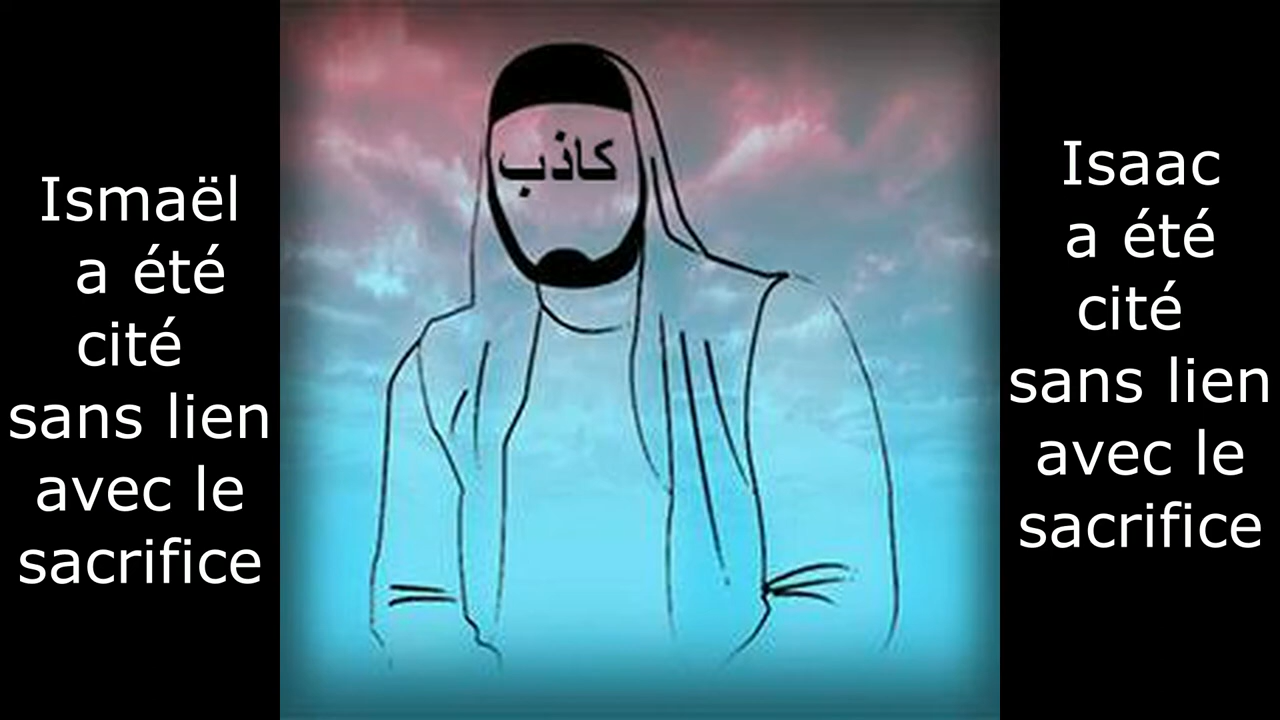 Ismaël
a été
cité
sans lien
avec le
sacrifice
كاذب
Isaac
a été
cité
sans lien
avec le
sacrifice